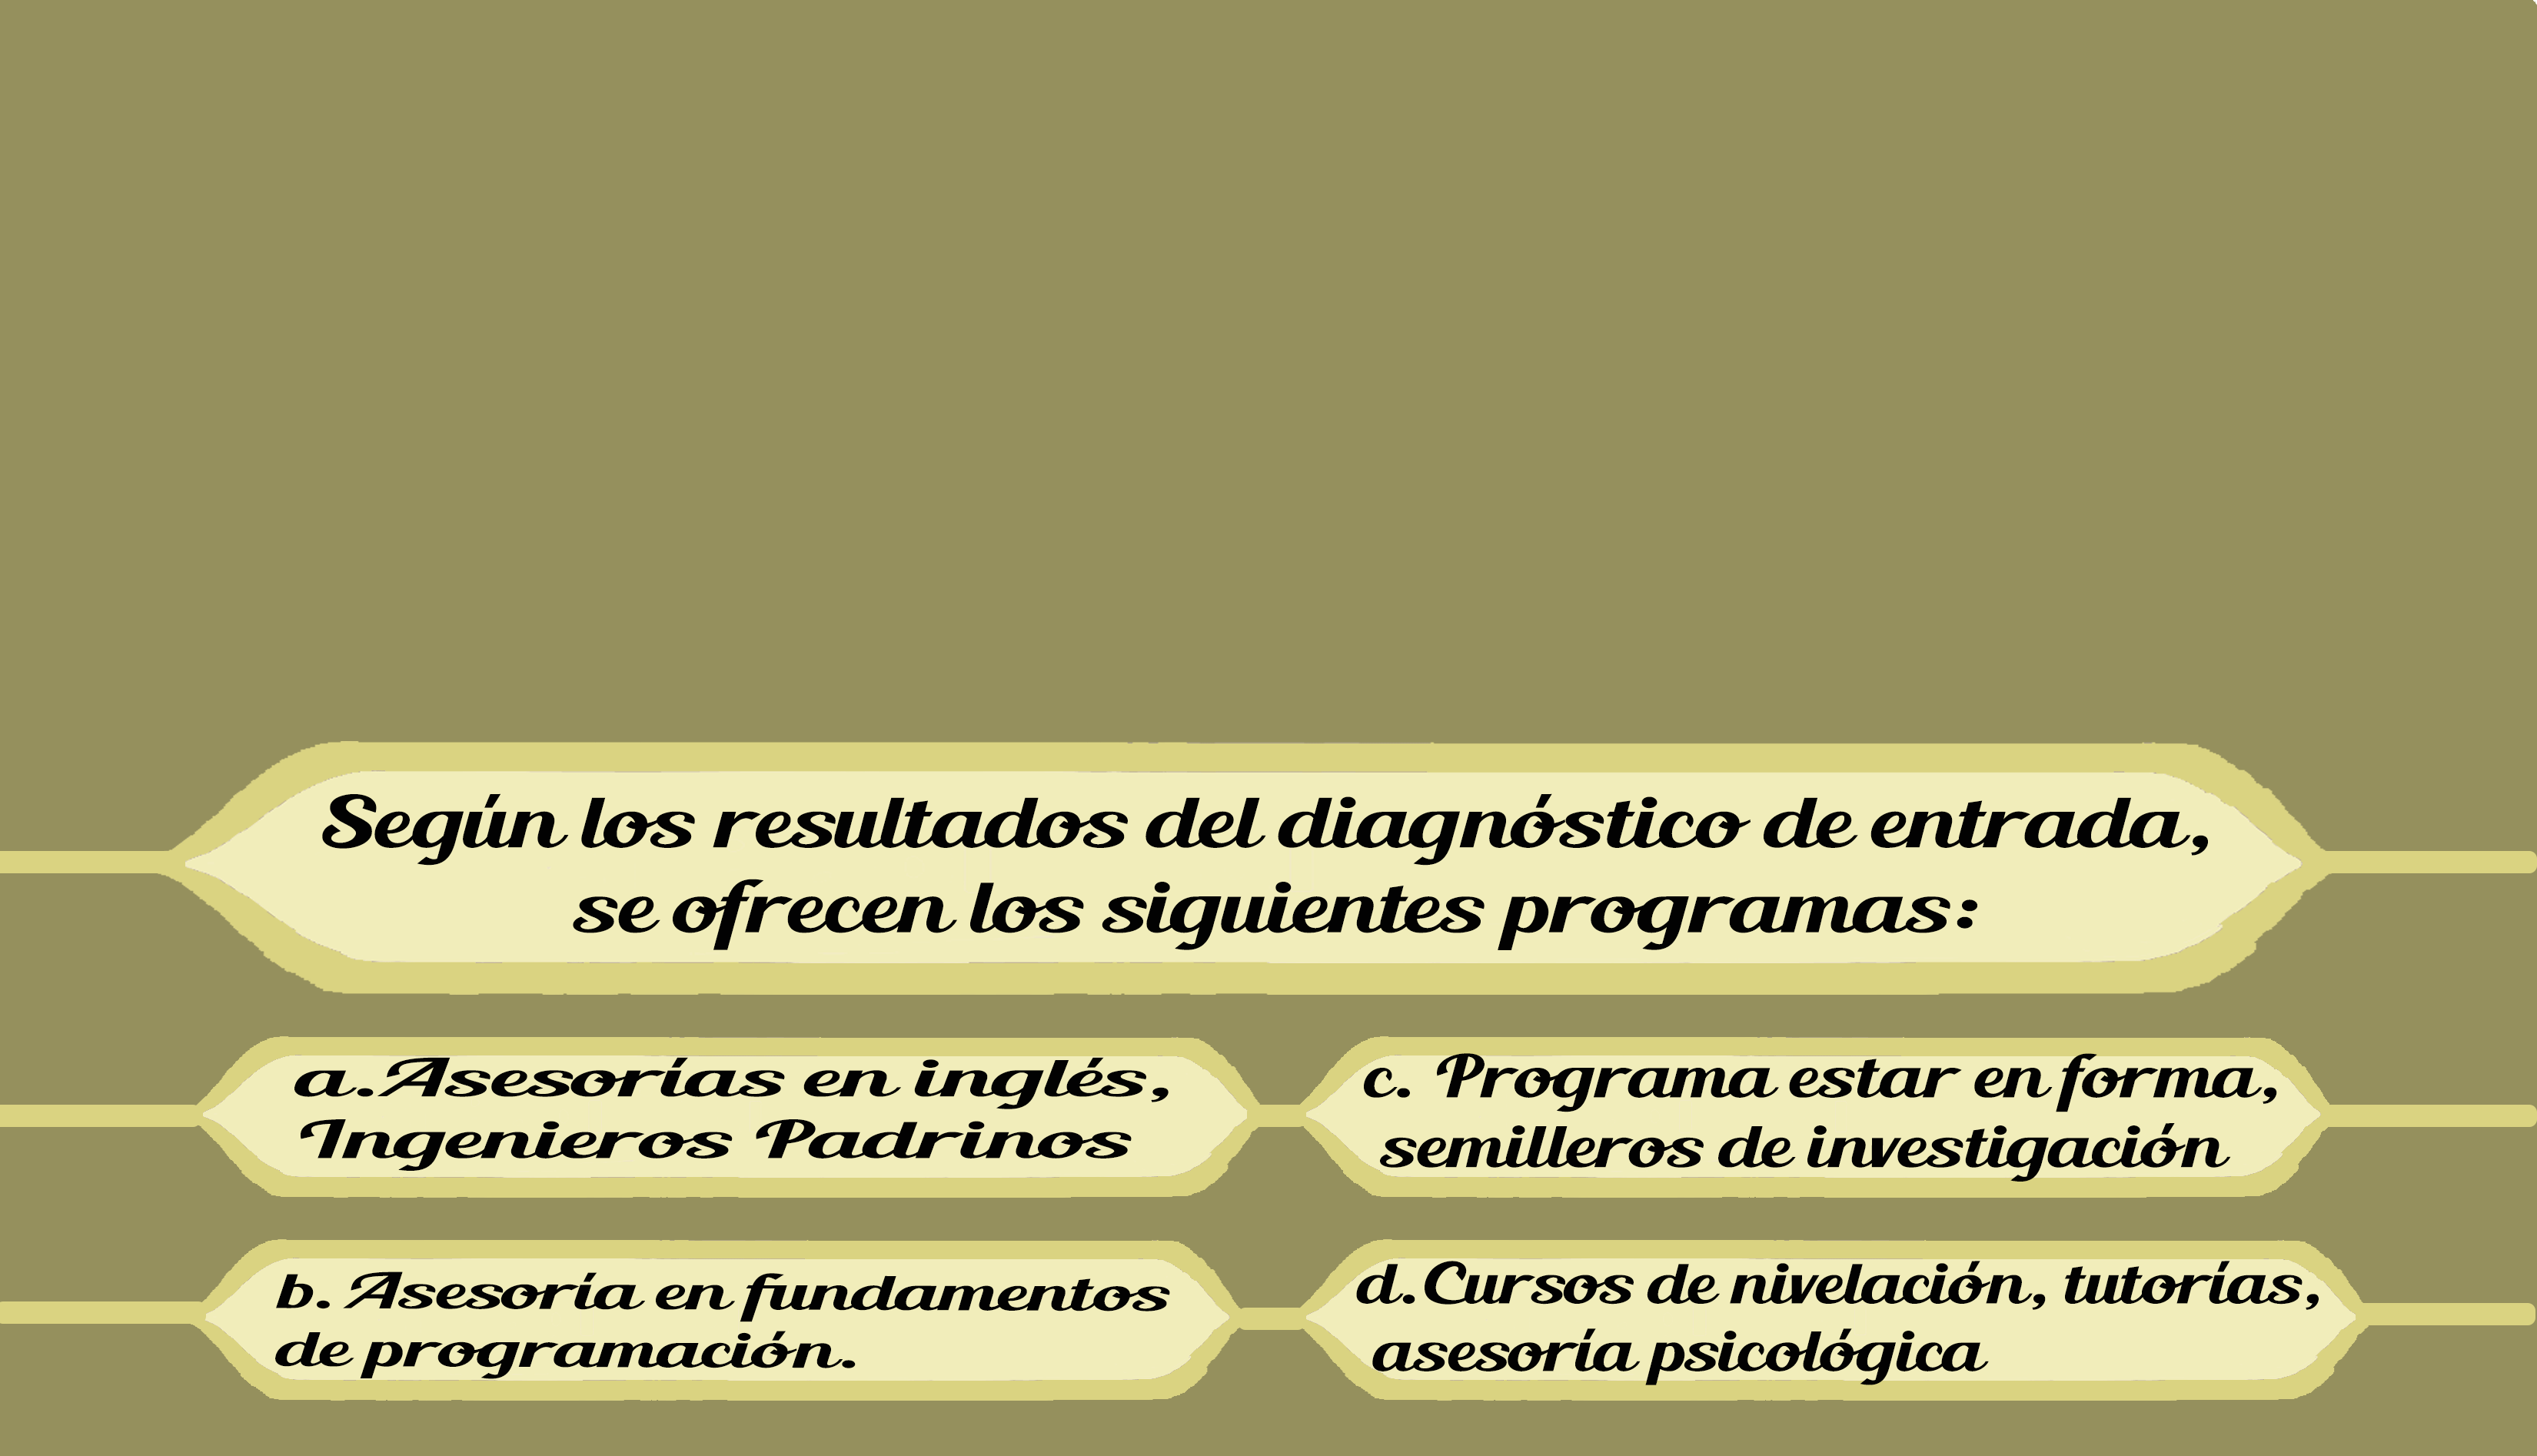 Según los resultados del diagnóstico de entrada,
se ofrecen los siguientes programas:
a.Asesorías en inglés,
Ingenieros Padrinos
c. Programa estar en forma,
semilleros de investigación
b. Asesoría en fundamentos
de programación.
d.Cursos de nivelación, tutorías,
asesoría psicológica